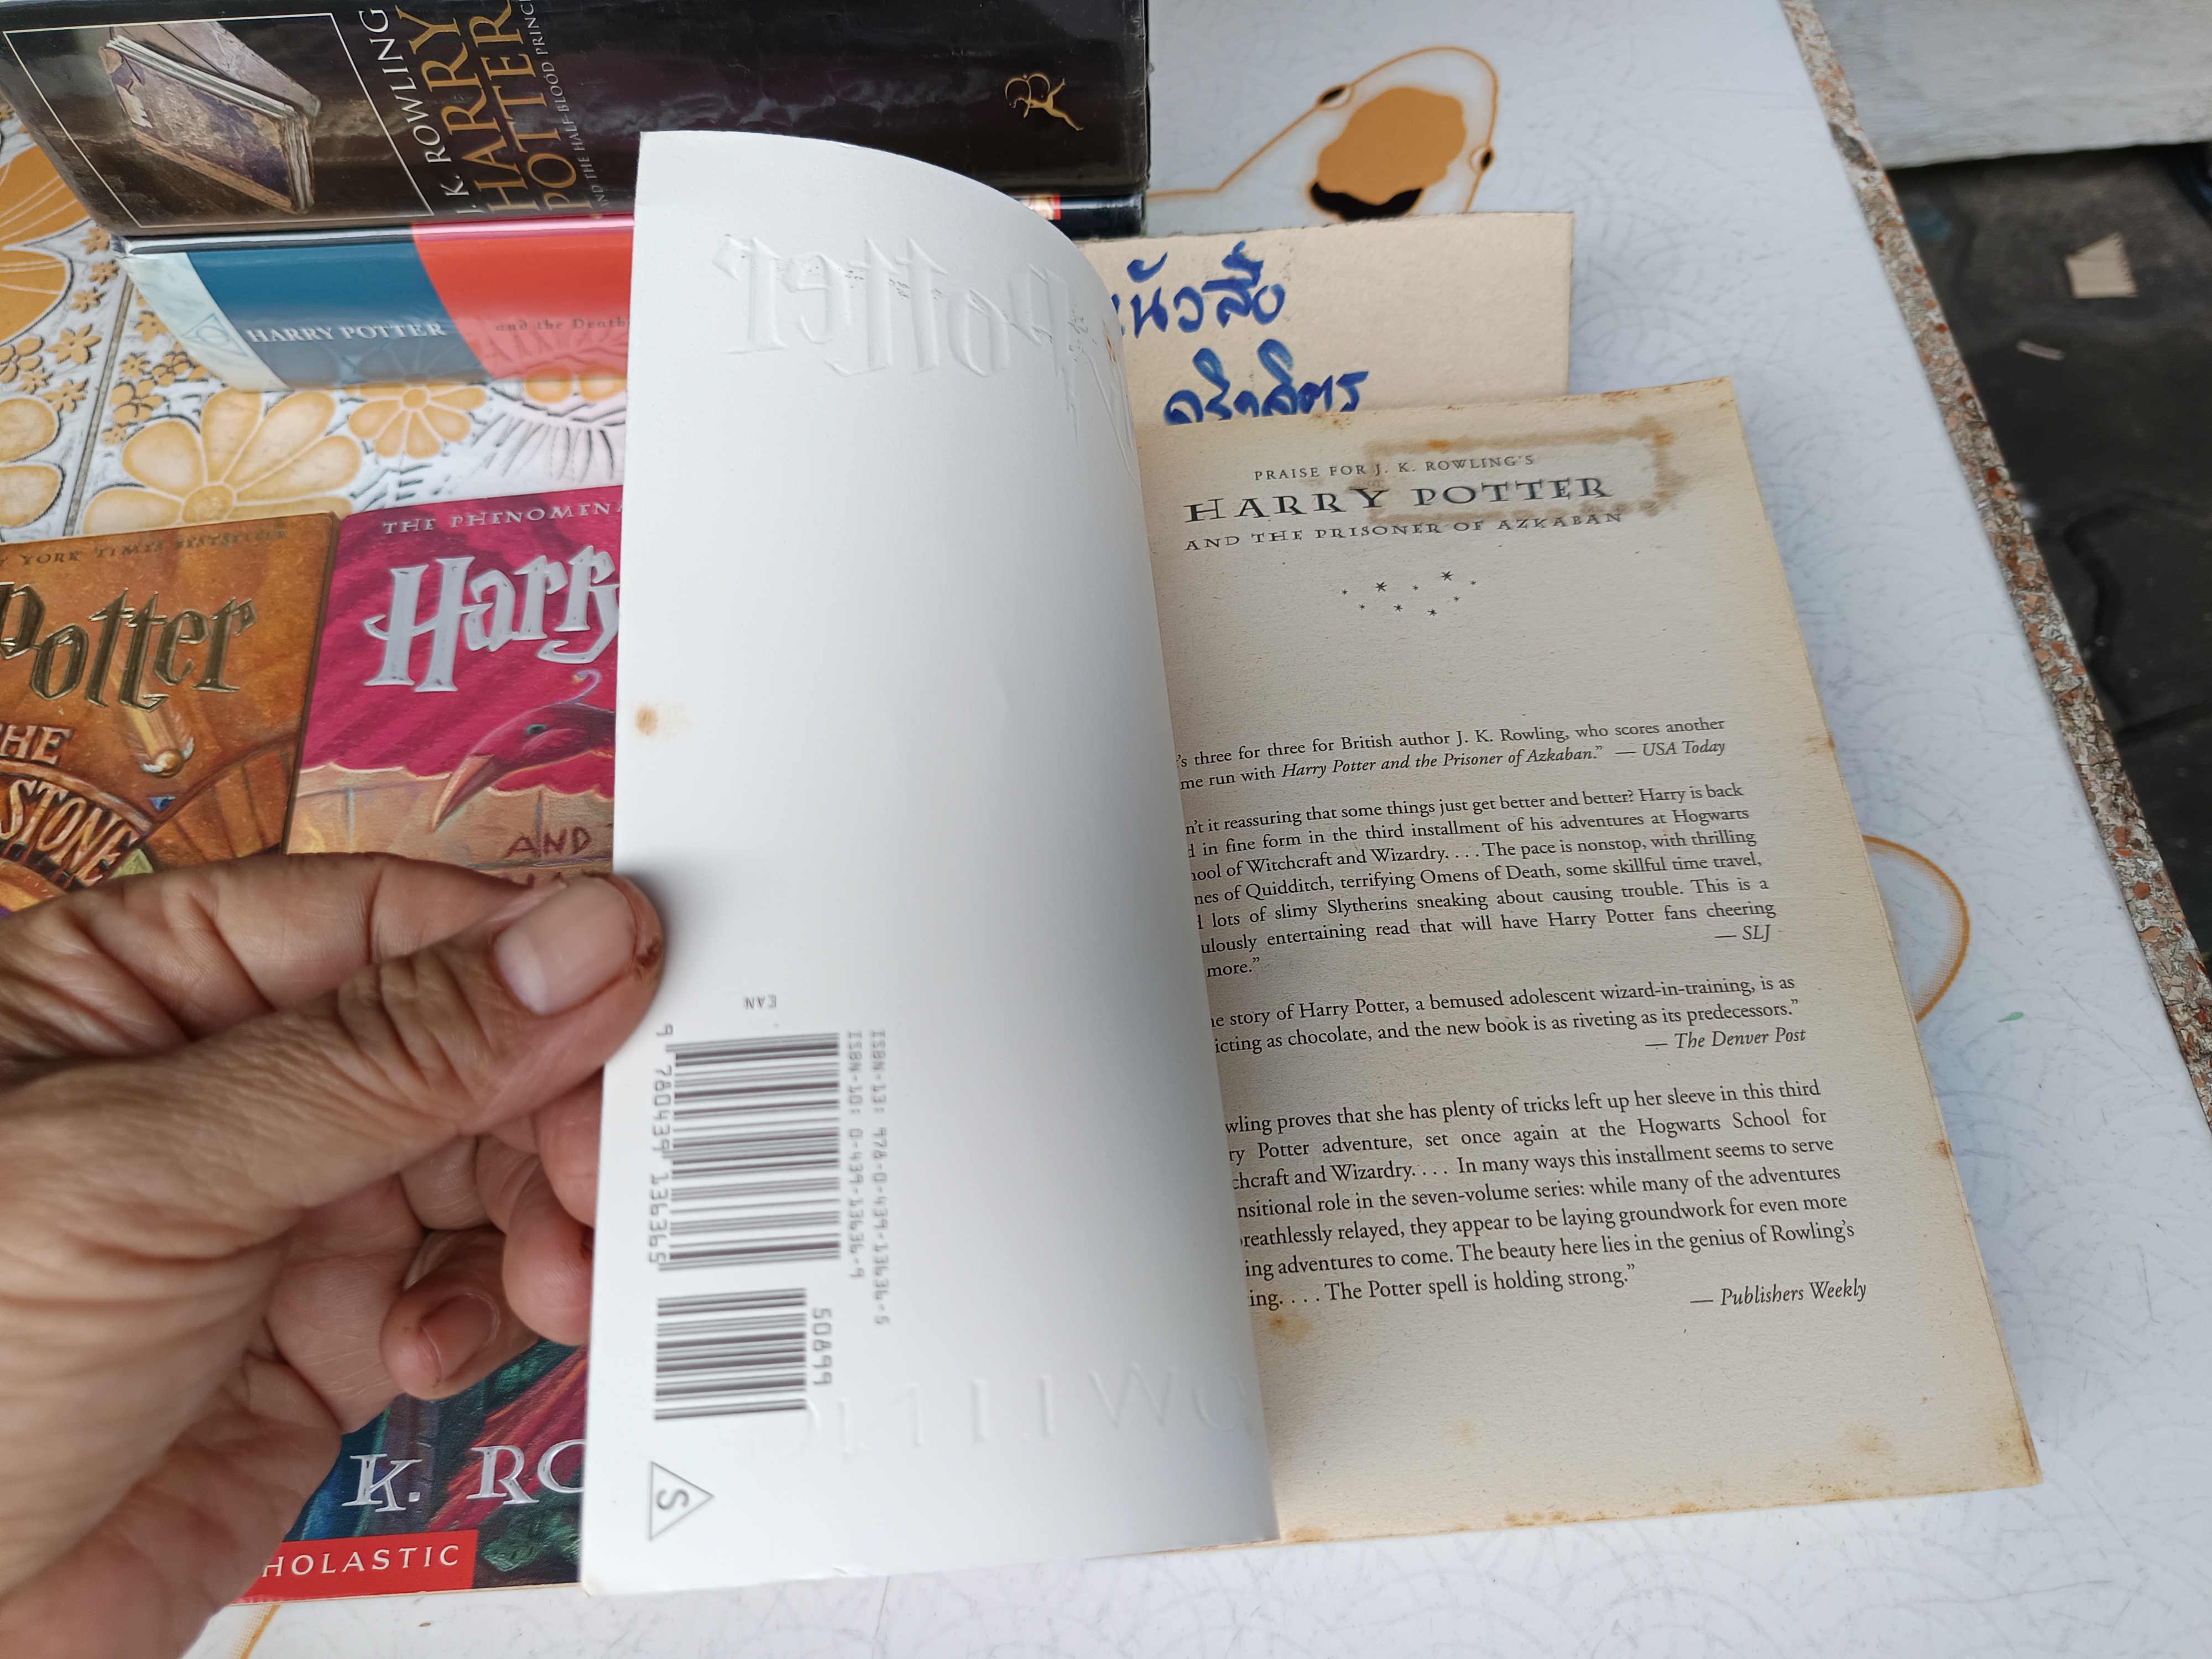 J.K. ROWLING
HARRY
POTTER
AND THE HALF-BLOOD PRINCE
HARRY POTTER and the Death
หนัวสือ
PRAISE FOR J. K. ROWLING'S
HARRY POTTER
AND THE PRISONER OF AZKABAN
's three for three for British author J. K. Rowling, who scores another
me run with Harry Potter and the Prisoner of Azkaban.” — USA Today
n't it reassuring that some things just get better and better? Harry is back
d in fine form in the third installment of his adventures at Hogwarts
hool of Witchcraft and Wizardry. . . . The pace is nonstop, with thrilling
nes of Quidditch, terrifying Omens of Death, some skillful time travel,
d lots of slimy Slytherins sneaking about causing trouble. This is a
ulously entertaining read that will have Harry Potter fans cheering
more.” — SLJ
he story of Harry Potter, a bemused adolescent wizard-in-training, is as
icting as chocolate, and the new book is as riveting as its predecessors.”
— The Denver Post
wling proves that she has plenty of tricks left up her sleeve in this third
ry Potter adventure, set once again at the Hogwarts School for
chcraft and Wizardry. . . . In many ways this installment seems to serve
nsitional role in the seven-volume series: while many of the adventures
breathlessly relayed, they appear to be laying groundwork for even more
ing adventures to come. The beauty here lies in the genius of Rowling's
ing. . . . The Potter spell is holding strong.”
— Publishers Weekly
Potter
EAN
ISBN-13: 978-0-439-13636-5
ISBN-10: 0-439-13636-9
9 780439 136365
50899
S
YORK TIMES BESTSELLER
Potter
THE
STONE
THE PHENOMENA
Harry
AND
K. RO
HOLASTIC